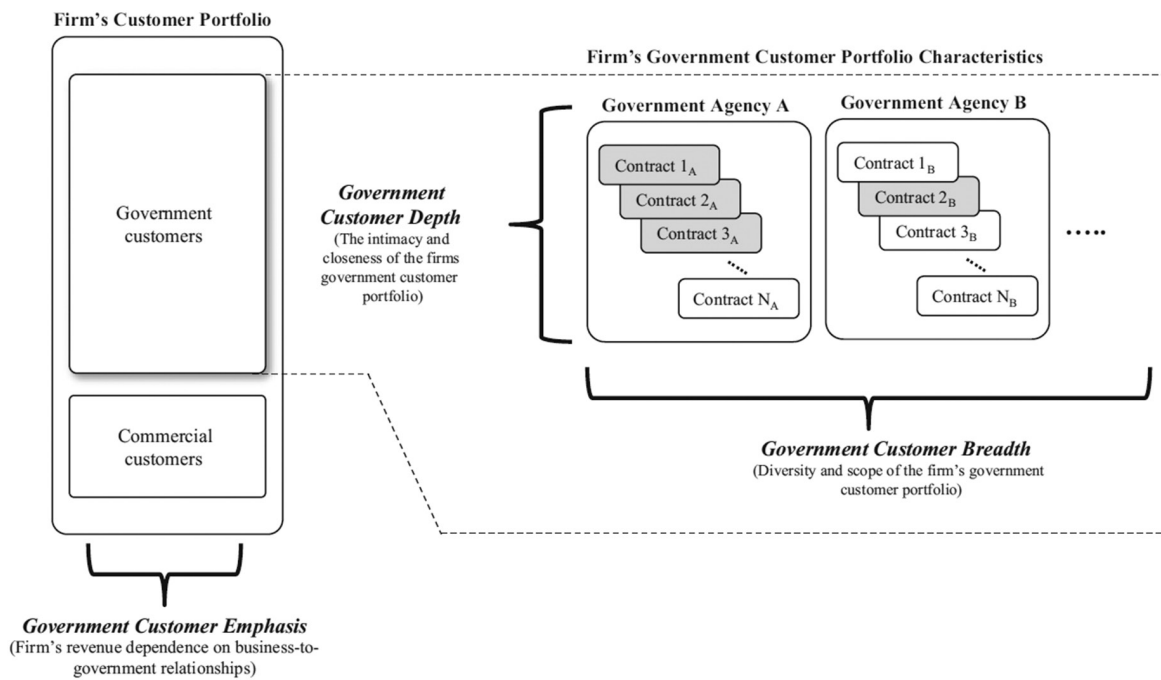 Firm's Customer Portfolio
Government
customers
Commercial
customers
Government Customer Emphasis
(Firm's revenue dependence on business-to-
government relationships)
Firm's Government Customer Portfolio Characteristics
Government
Customer Depth
(The intimacy and
closeness of the firms
government customer
portfolio)
Government Agency A
Contract 1A
Contract 2A
Contract 3A
Contract NA
Government Agency B
Contract 1B
Contract 2B
Contract 3B
Contract NB
.....
Government Customer Breadth
(Diversity and scope of the firm's government
customer portfolio)